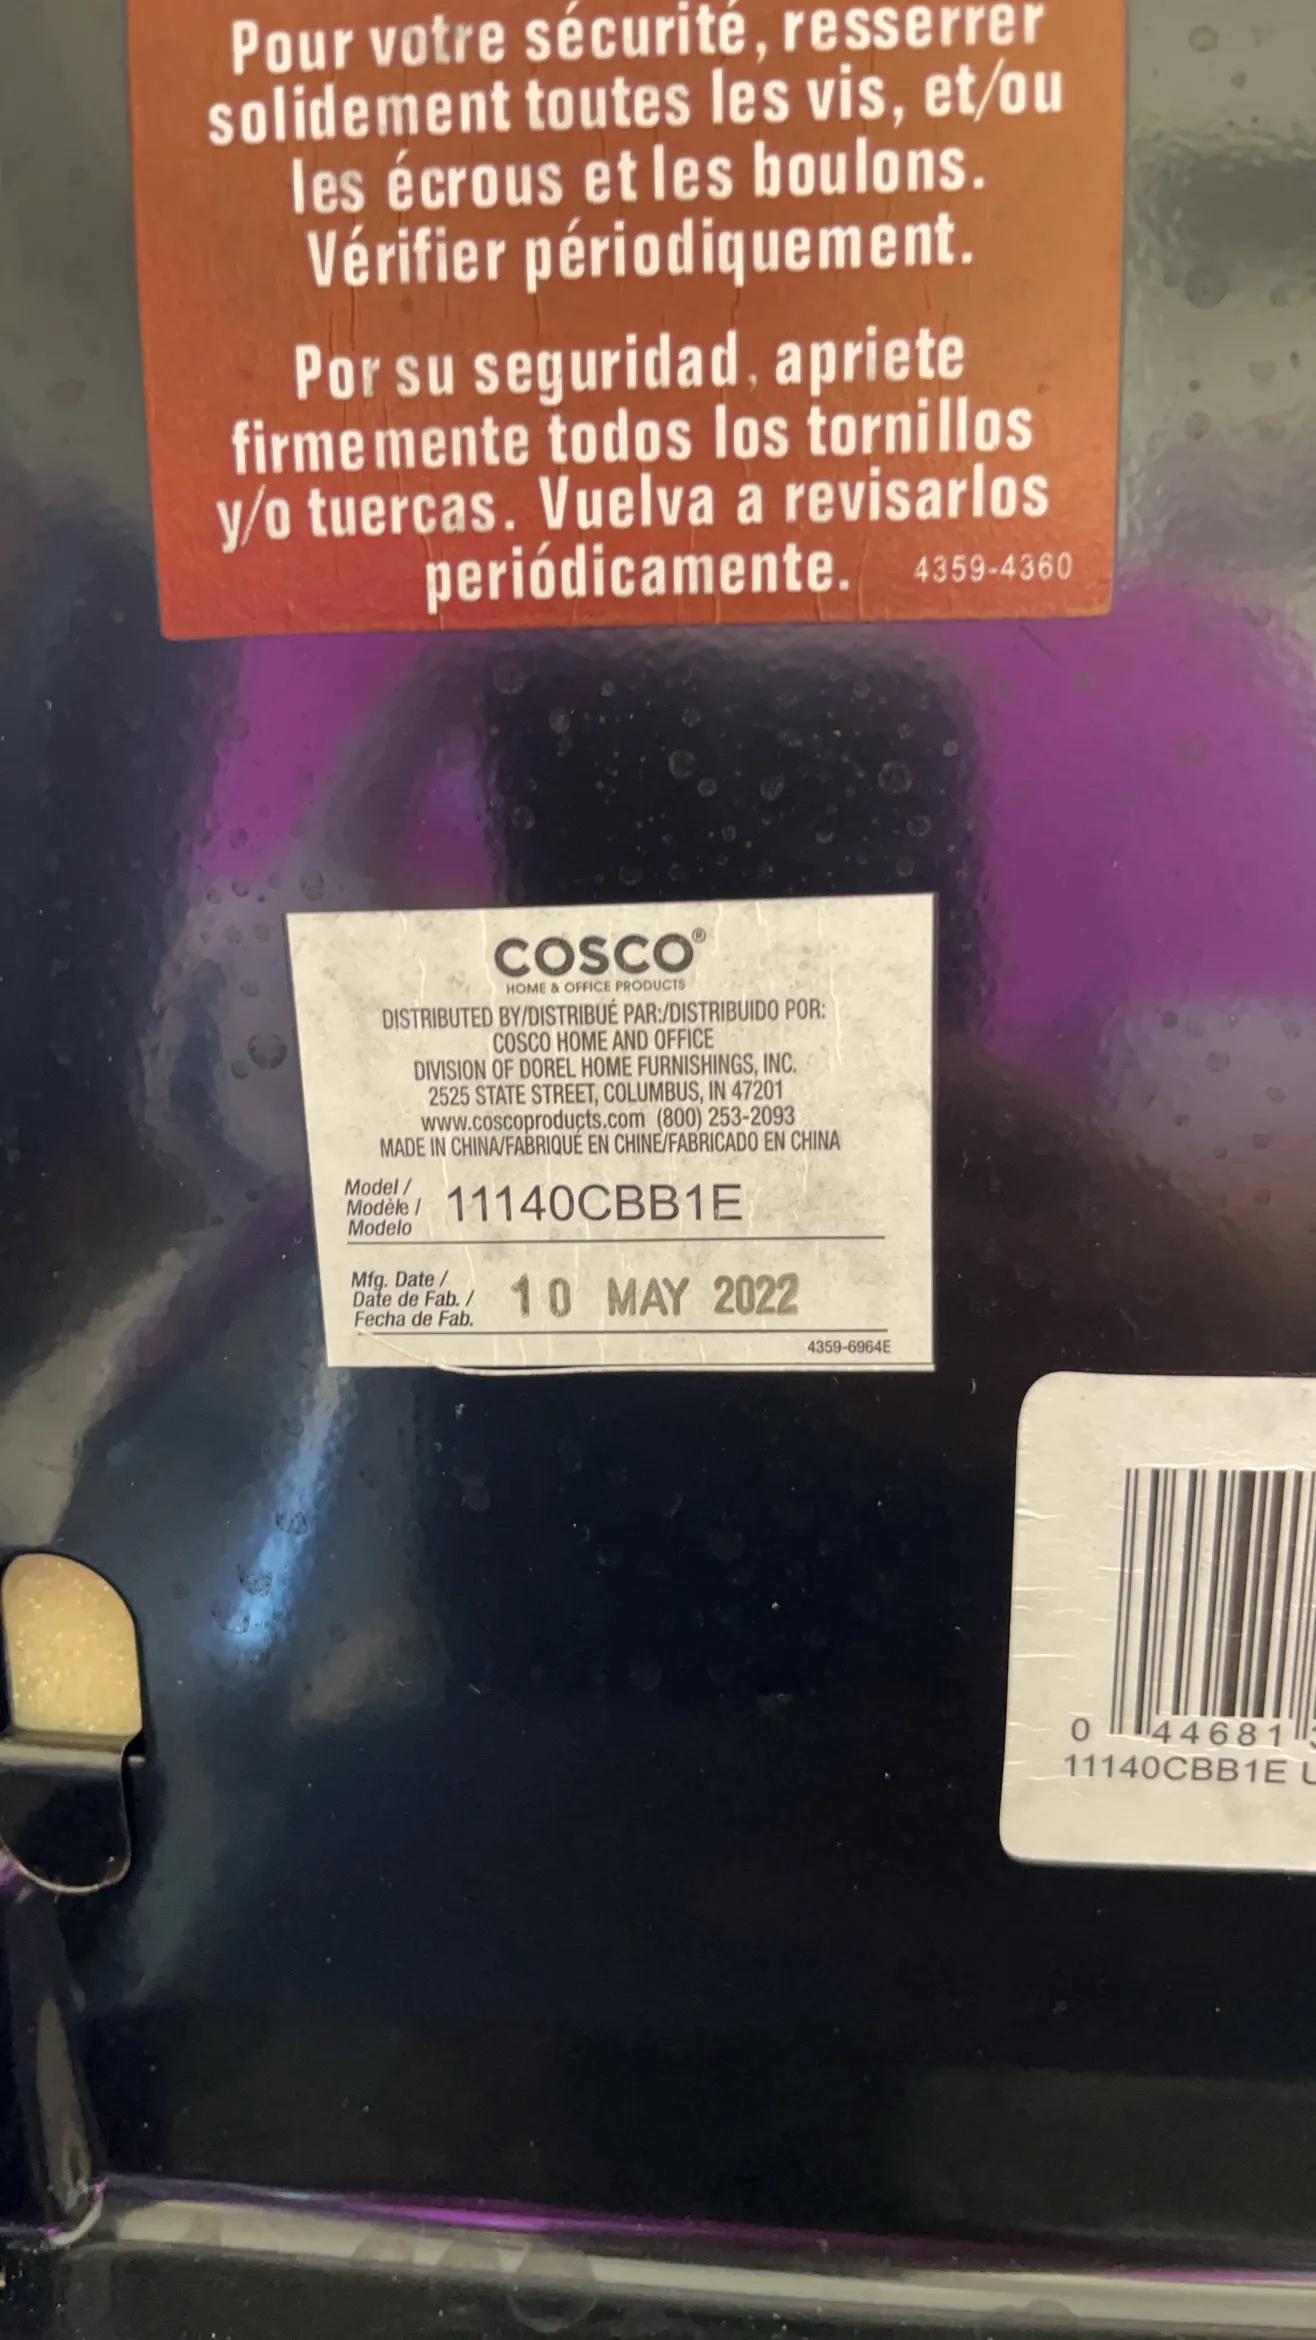 Pour votre sécurité, resserrer
solidement toutes les vis, et/ou
les écrous et les boulons.
Vérifier périodiquement.
Por su seguridad, apriete
firmemente todos los tornillos
y/o tuercas. Vuelva a revisarlos
periódicamente. 4359-4360
COSCO®
HOME & OFFICE PRODUCTS
DISTRIBUTED BY/DISTRIBUÉ PAR:/DISTRIBUIDO POR:
COSCO HOME AND OFFICE
DIVISION OF DOREL HOME FURNISHINGS, INC.
2525 STATE STREET, COLUMBUS, IN 47201
www.coscoproducts.com (800) 253-2093
MADE IN CHINA/FABRIQUÉ EN CHINE/FABRICADO EN CHINA
Model /
Modèle /
Modelo
11140CBB1E
Mfg. Date /
Date de Fab. /
Fecha de Fab.
10 MAY 2022
4359-6964E
0 44681
11140CBB1E